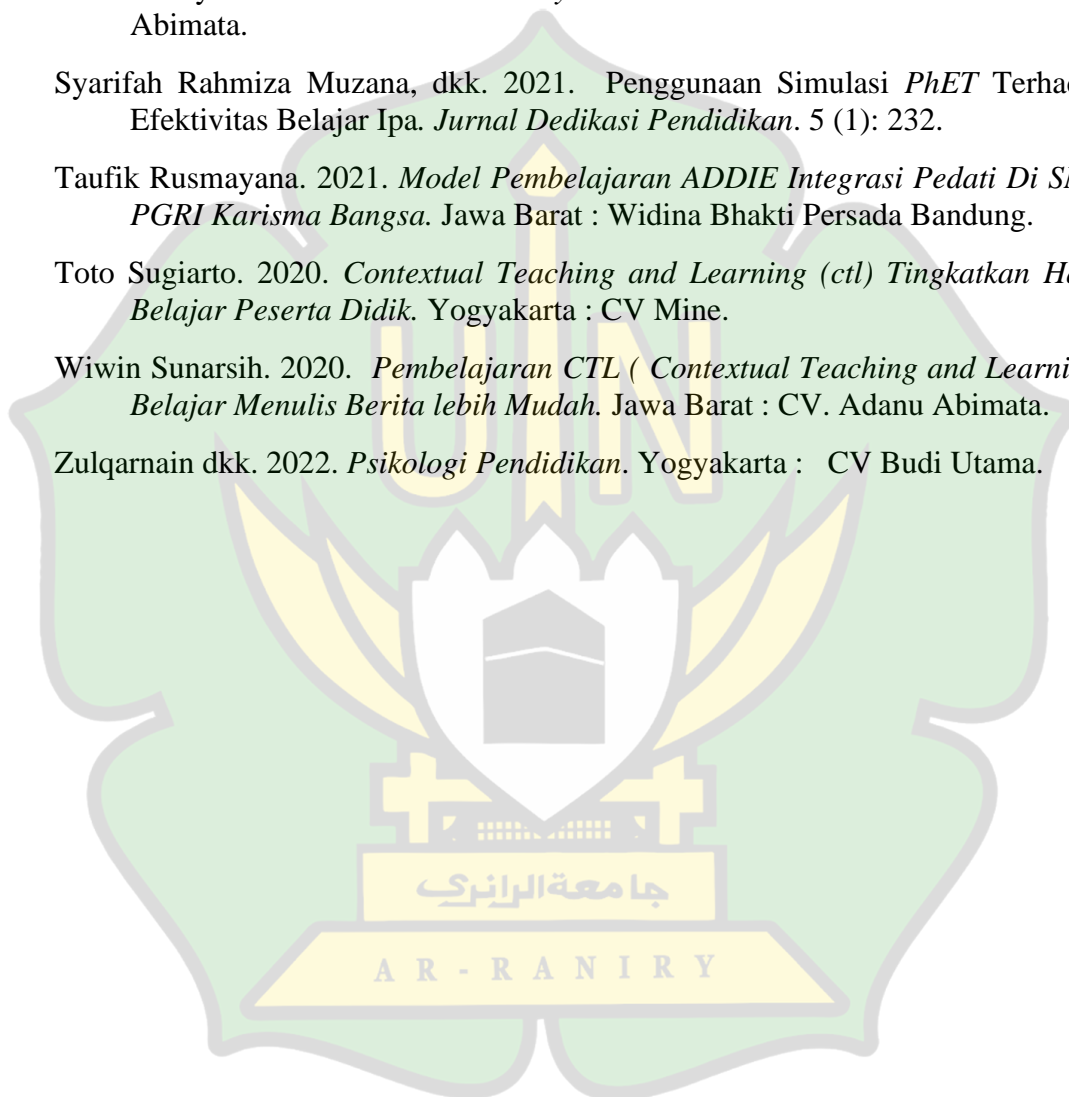 Abimata.
Syarifah Rahmiza Muzana, dkk. 2021. Penggunaan Simulasi PhET
Efektivitas Belajar Ipa. Jurnal Dedikasi Pendidikan. 5 (1): 232.
Taufik Rusmayana. 2021. Model Pembelajaran ADDIE Integrasi Pedati Di
PGRI Karisma Bangsa. Jawa Barat : Widina Bhakti Persada Bandung.
Toto Sugiarto. 2020. Contextual Teaching and Learning (ctl) Tingkatkan
Belajar Peserta Didik. Yogyakarta : CV Mine.
Wiwin Sunarsih. 2020. Pembelajaran CTL ( Contextual Teaching and
Belajar Menulis Berita lebih Mudah. Jawa Barat : CV. Adanu Abimata.
Zulqarnain dkk. 2022. Psikologi Pendidikan. Yogyakarta : CV Budi Utama.
UIN
جامعة الرانري
AR-RANIRY